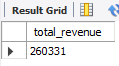 Result Grid
total_revenue
260331